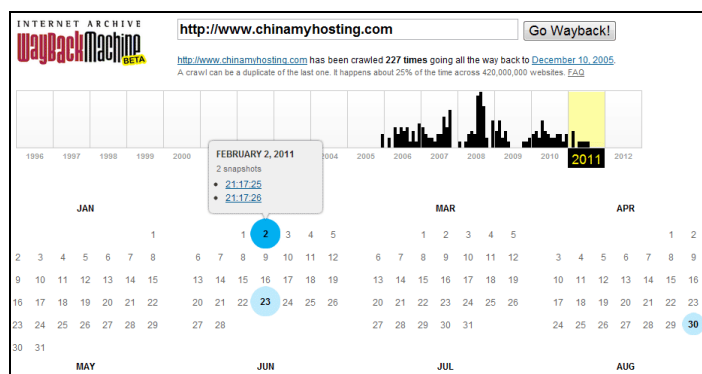 INTERNET ARCHIVE
WayBackMachine
BETA
http://www.chinamyhosting.com
Go Wayback!
http://www.chinamyhosting.com has been crawled 227 times going all the way back to December 10, 2005.
A crawl can be a duplicate of the last one. It happens about 25% of the time across 420,000,000 websites. FAQ
1996 1997 1998 1999 2000 2004 2005 2006 2007 2008 2009 2010 2011 2012
FEBRUARY 2, 2011
2 snapshots
21:17:25
21:17:26
JAN MAR APR
1 1 2 3 4 5 1 2 3 4 5 1 2
2 3 4 5 6 7 8 6 7 8 9 10 11 12 6 7 8 9 10 11 12 3 4 5 6 7 8 9
9 10 11 12 13 14 15 13 14 15 16 17 18 19 13 14 15 16 17 18 19 10 11 12 13 14 15 16
16 17 18 19 20 21 22 20 21 22 23 24 25 26 20 21 22 23 24 25 26 17 18 19 20 21 22 23
23 24 25 26 27 28 29 27 28 27 28 29 30 31 24 25 26 27 28 29 30
30 31
MAY JUN JUL AUG